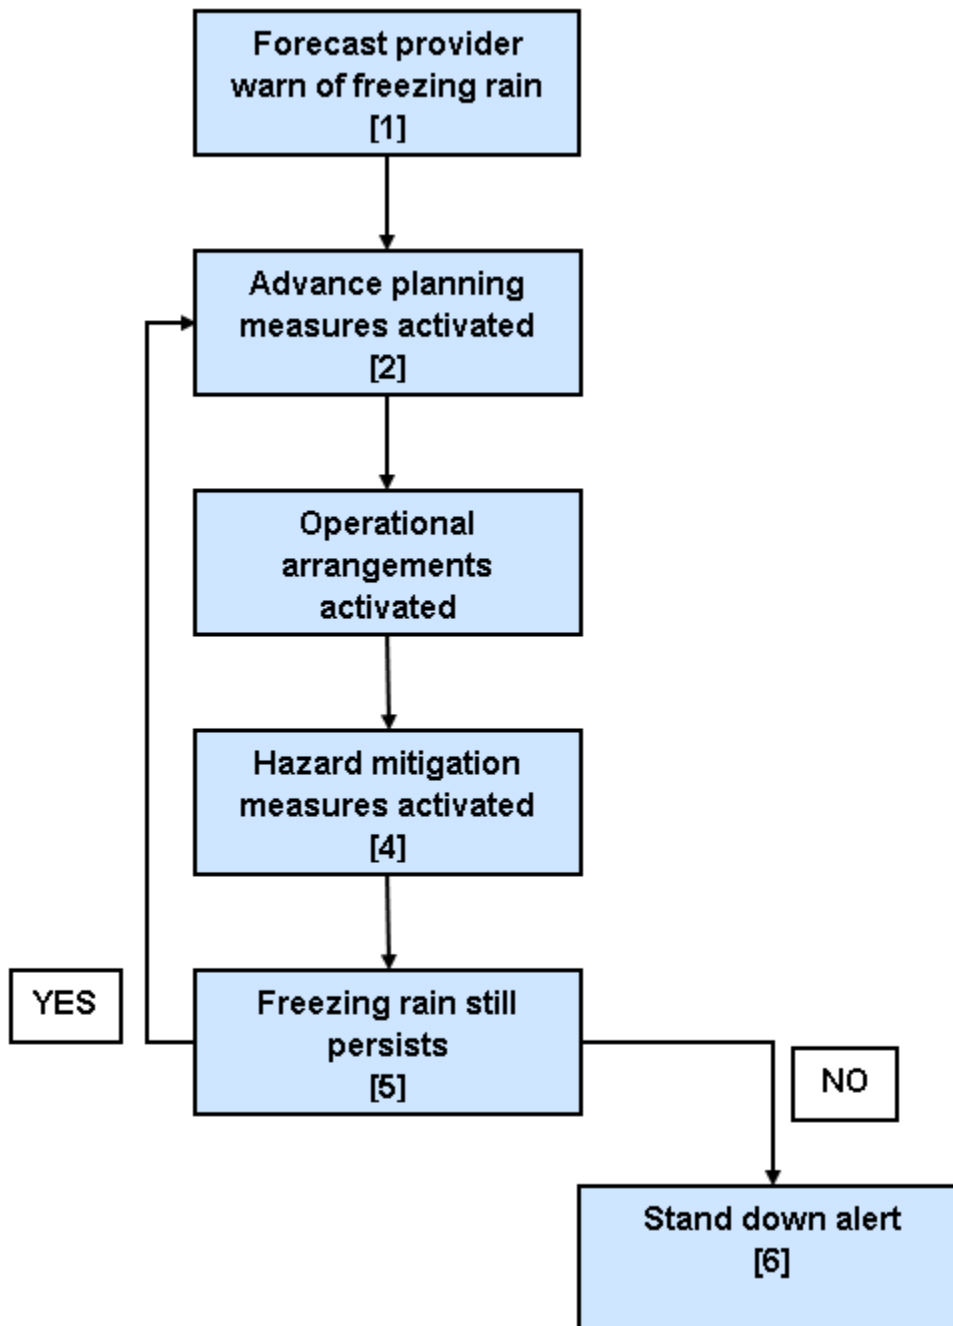 Forecast provider
warn of freezing rain
[1]
Advance planning
measures activated
[2]
Operational
arrangements
activated
Hazard mitigation
measures activated
[4]
YES
Freezing rain still
persists
[5]
NO
Stand down alert
[6]